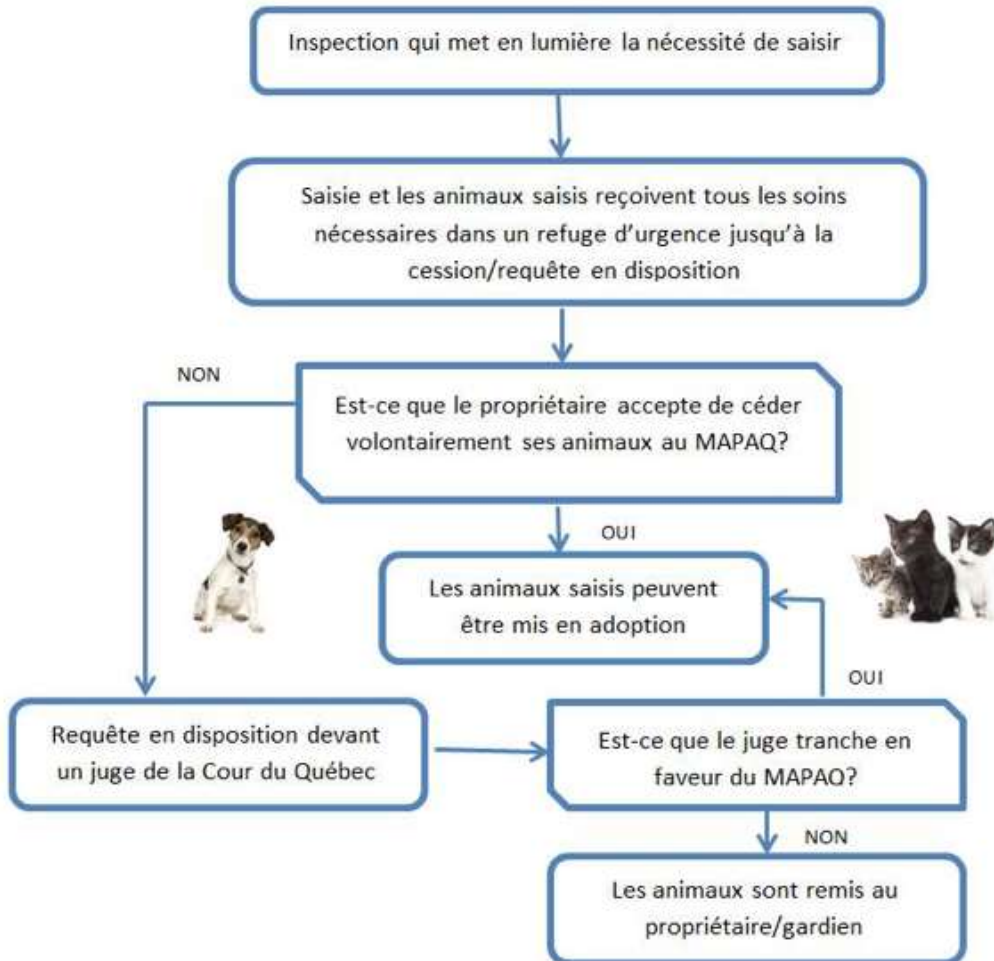 Inspection qui met en lumière la nécessité de saisir
Saisie et les animaux saisis reçoivent tous les soins
nécessaires dans un refuge d’urgence jusqu’à la
cession/requête en disposition
NON
Est-ce que le propriétaire accepte de céder
volontairement ses animaux au MAPAQ?
OUI
Les animaux saisis peuvent
être mis en adoption
OUI
Requête en disposition devant
un juge de la Cour du Québec
Est-ce que le juge tranche en
faveur du MAPAQ?
NON
Les animaux sont remis au
propriétaire/gardien